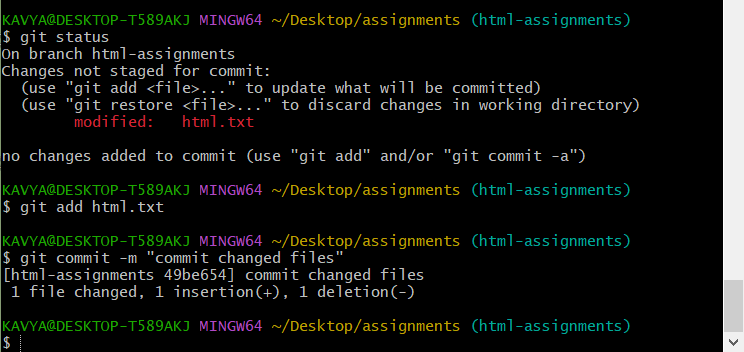 KAVYA@DESKTOP-T589AKJ MINGW64 ~/Desktop/assignments (html-assignments)
$ git status
On branch html-assignments
Changes not staged for commit:
  (use "git add <file>..." to update what will be committed)
  (use "git restore <file>..." to discard changes in working directory)
        modified:   html.txt

no changes added to commit (use "git add" and/or "git commit -a")

KAVYA@DESKTOP-T589AKJ MINGW64 ~/Desktop/assignments (html-assignments)
$ git add html.txt

KAVYA@DESKTOP-T589AKJ MINGW64 ~/Desktop/assignments (html-assignments)
$ git commit -m "commit changed files"
[html-assignments 49be654] commit changed files
 1 file changed, 1 insertion(+), 1 deletion(-)

KAVYA@DESKTOP-T589AKJ MINGW64 ~/Desktop/assignments (html-assignments)
$